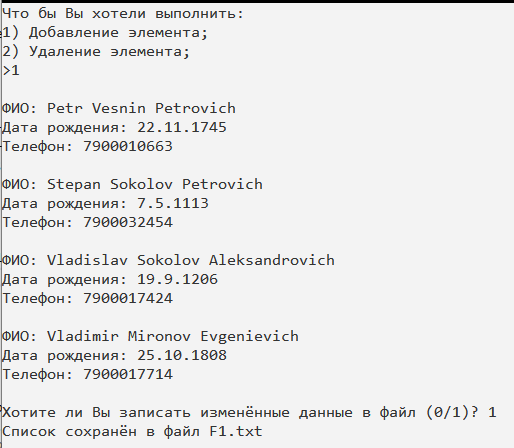 Что бы Вы хотели выполнить:
1) Добавление элемента;
2) Удаление элемента;
>1
ФИО: Petr Vesnin Petrovich
Дата рождения: 22.11.1745
Телефон: 7900010663
ФИО: Stepan Sokolov Petrovich
Дата рождения: 7.5.1113
Телефон: 7900032454
ФИО: Vladislav Sokolov Aleksandrovich
Дата рождения: 19.9.1206
Телефон: 7900017424
ФИО: Vladimir Mironov Evgenievich
Дата рождения: 25.10.1808
Телефон: 7900017714
Хотите ли Вы записать изменённые данные в файл (0/1)? 1
Список сохранён в файл F1.txt